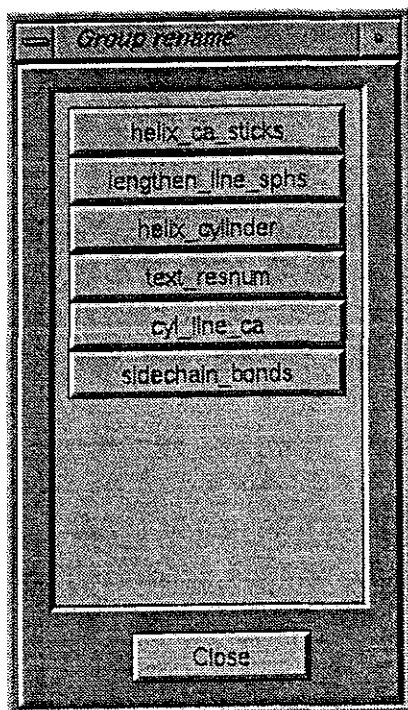 Group rename
helix_ca_sticks
lengthen_line_sphs
helix_cylinder
text_resnum
cyl_line_ca
sidechain_bonds
Close